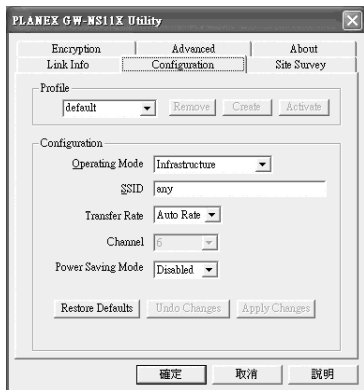 PLANEX GW-NS11X Utility
Encryption Advanced About
Link Info Configuration Site Survey
Profile
default Remove Create Activate
Configuration
Operating Mode Infrastructure
SSID any
Transfer Rate Auto Rate
Channel 6
Power Saving Mode Disabled
Restore Defaults Undo Changes Apply Changes
確定 取消 說明